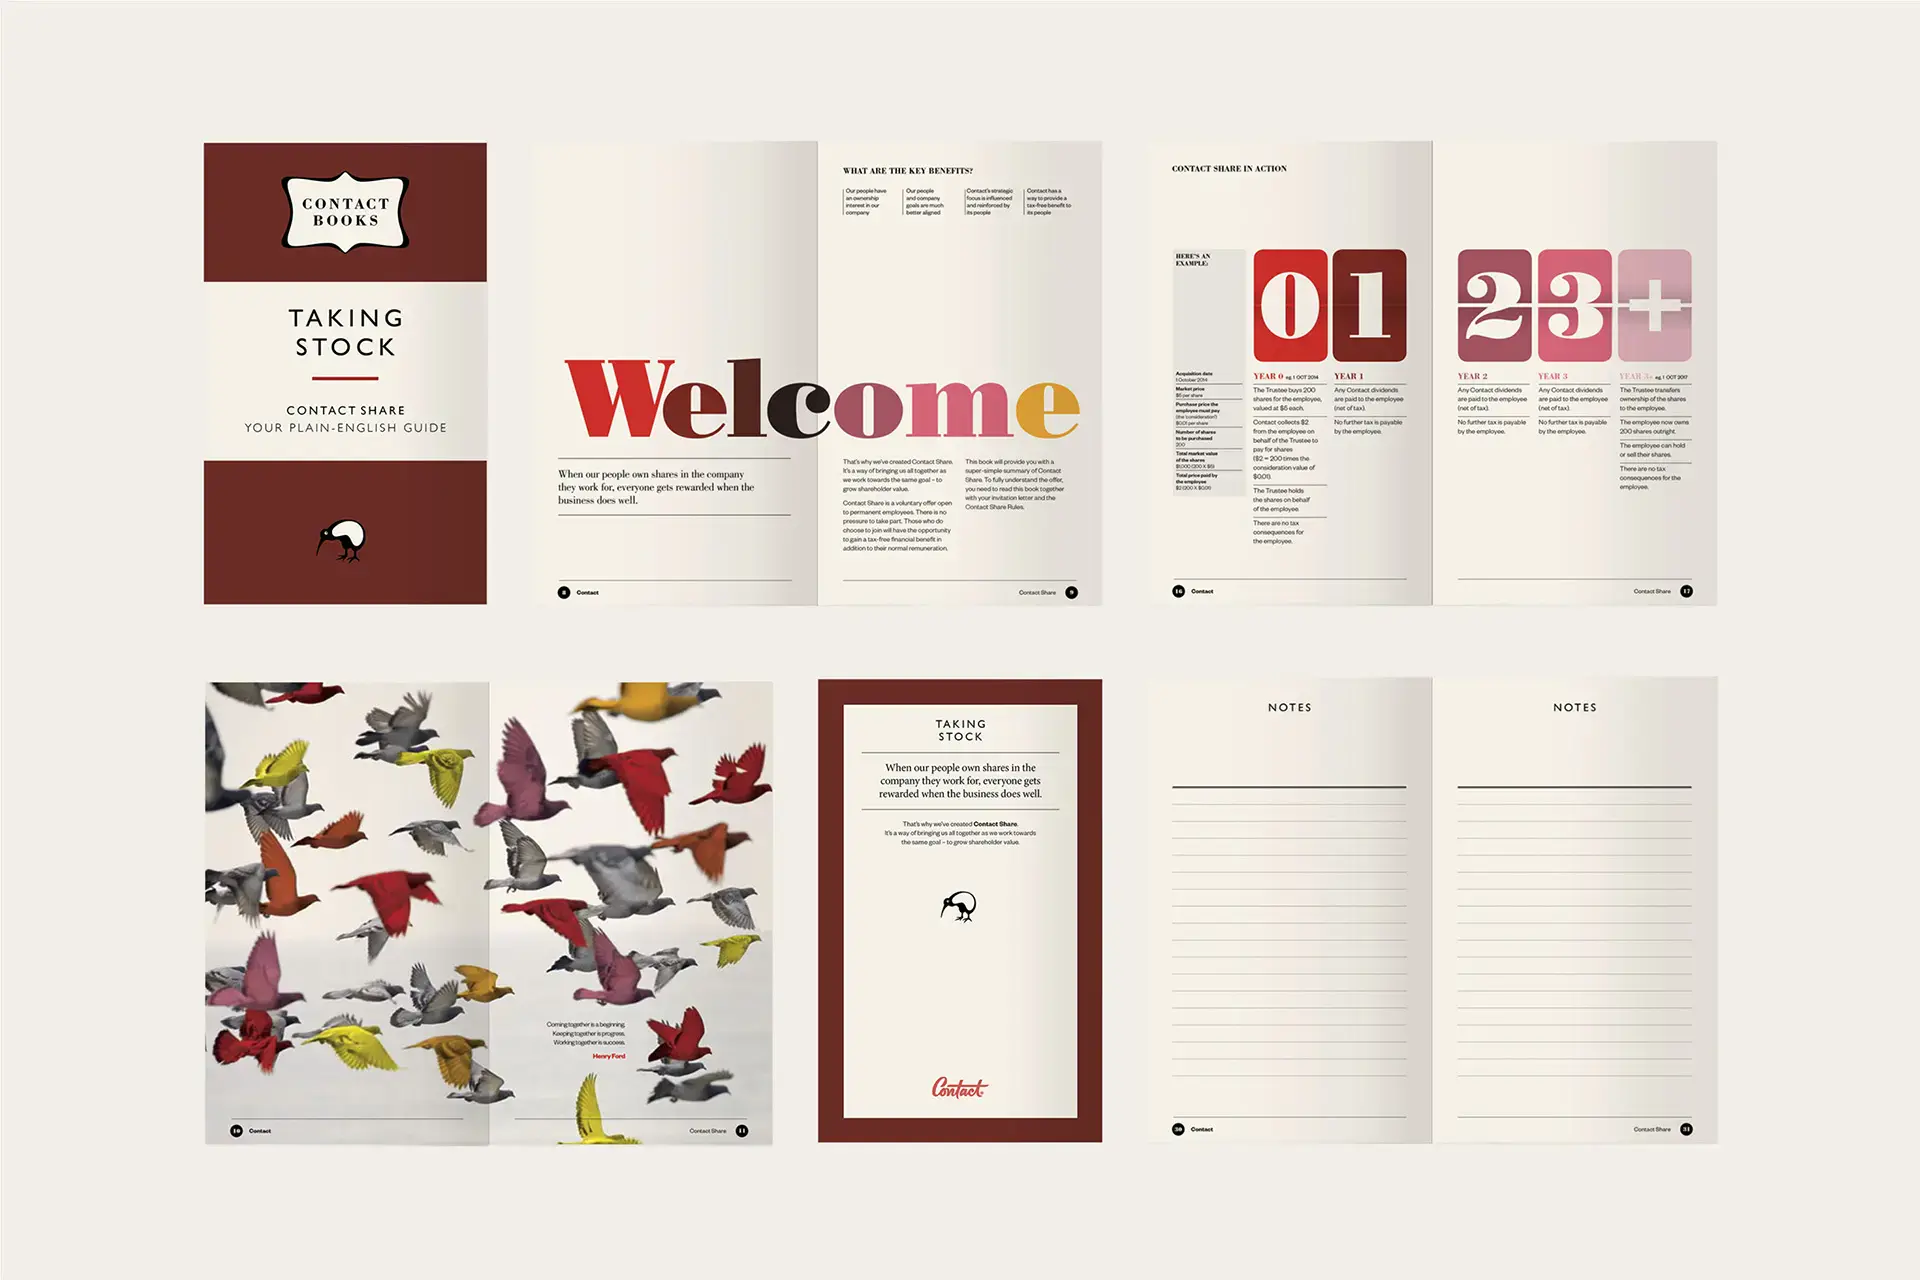 CONTACT
BOOKS
TAKING
STOCK
CONTACT SHARE
YOUR PLAIN-ENGLISH GUIDE
Welcome
When our people own shares in the company
they work for, everyone gets rewarded when the
business does well.
8 Contact
WHAT ARE THE KEY BENEFITS?
Our people have
an ownership
interest in our
company
Our people
and company
goals are much
better aligned
Contact's strategic
focus is influenced
and reinforced by
its people
Contact has a
way to provide a
tax-free benefit to
its people
That's why we've created Contact Share.
It's a way of bringing us all together as
we work towards the same goal – to
grow shareholder value.
Contact Share is a voluntary offer open
to permanent employees. There is no
pressure to take part. Those who do
choose to join will have the opportunity
to gain a tax-free financial benefit in
addition to their normal remuneration.
This book will provide you with a
super-simple summary of Contact
Share. To fully understand the offer,
you need to read this book together
with your invitation letter and the
Contact Share Rules.
Contact Share 9
CONTACT SHARE IN ACTION
HERE'S AN
EXAMPLE:
Acquisition date
1 October 2014
Market price
$5 per share
Purchase price the
employee must pay
(the 'consideration')
$0.01 per share
Number of shares
to be purchased
200
Total market value
of the shares
$1,000 (200 X $5)
Total price paid by
the employee
$2 (200 X $0.01)
0
YEAR 0 eg. 1 OCT 2014
The Trustee buys 200
shares for the employee,
valued at $5 each.
Contact collects $2
from the employee on
behalf of the Trustee to
pay for shares
($2 = 200 times the
consideration value of
$0.01).
The Trustee holds
the shares on behalf
of the employee.
There are no tax
consequences for
the employee.
1
YEAR 1
Any Contact dividends
are paid to the employee
(net of tax).
No further tax is payable
by the employee.
16 Contact
2
YEAR 2
Any Contact dividends
are paid to the employee
(net of tax).
No further tax is payable
by the employee.
3
YEAR 3
Any Contact dividends
are paid to the employee
(net of tax).
No further tax is payable
by the employee.
+
YEAR 3+ eg. 1 OCT 2017
The Trustee transfers
ownership of the shares
to the employee.
The employee now owns
200 shares outright.
The employee can hold
or sell their shares.
There are no tax
consequences for the
employee.
Contact Share 17
Coming together is a beginning.
Keeping together is progress.
Working together is success.
Henry Ford
10 Contact
Contact Share 11
TAKING
STOCK
When our people own shares in the
company they work for, everyone gets
rewarded when the business does well.
That's why we've created Contact Share.
It's a way of bringing us all together as we work towards
the same goal – to grow shareholder value.
Contact
NOTES
30 Contact
NOTES
Contact Share 31